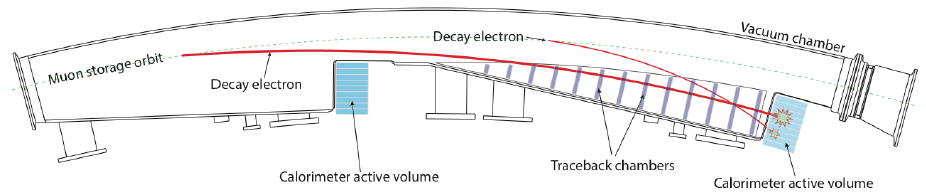 Vacuum chamber
Decay electron
Muon storage orbit
Decay electron
Traceback chambers
Calorimeter active volume
Calorimeter active volume